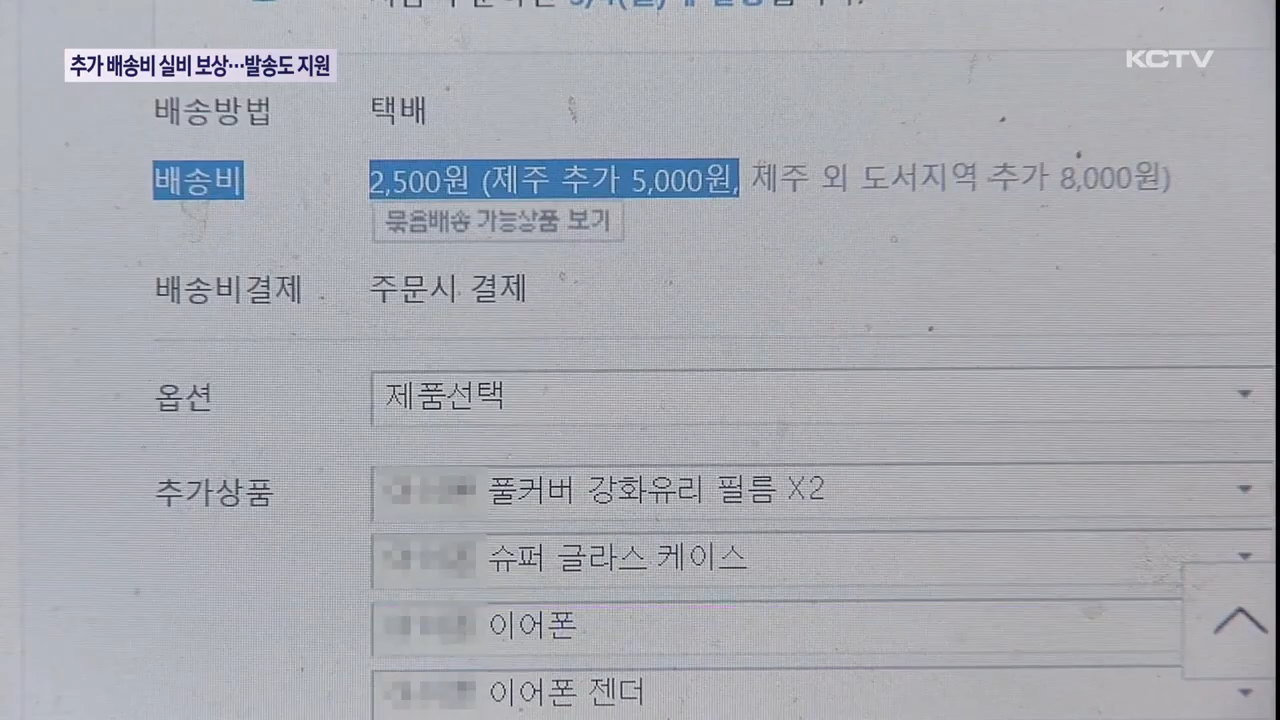 추가 배송비 실비 보상…발송도 지원
KCTV
배송방법 택배
배송비 2,500원 (제주 추가 5,000원, 제주 외 도서지역 추가 8,000원)
묶음배송 가능상품 보기
배송비결제 주문시 결제
옵션 제품선택
추가상품 풀커버 강화유리 필름 X2
슈퍼 글라스 케이스
이어폰
이어폰 젠더